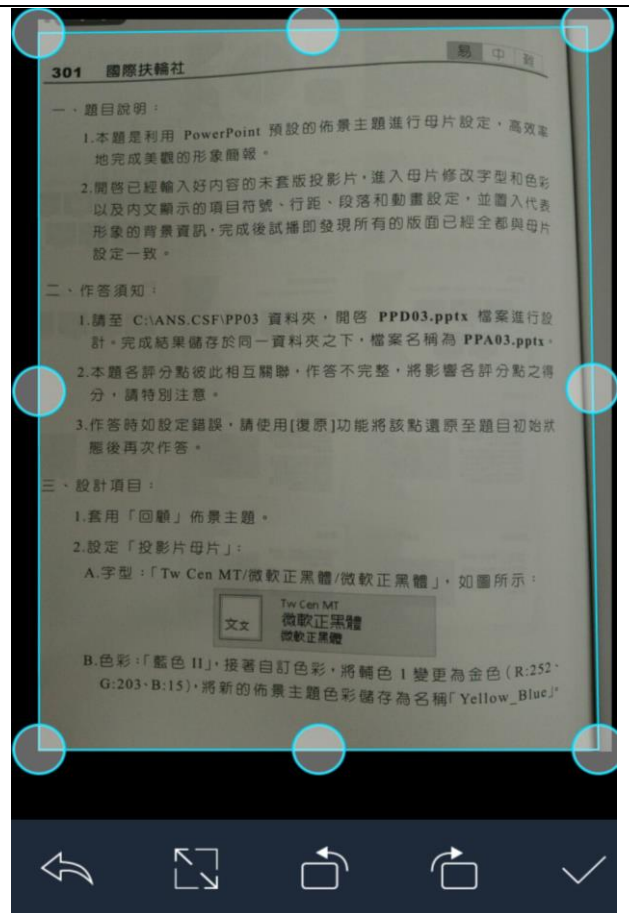 301 國際扶輪社
易 中 難
一、題目說明：
1.本題是利用 PowerPoint 預設的佈景主題進行母片設定，高效率
地完成美觀的形象簡報。
2.開啓已經輸入好內容的未套版投影片，進入母片修改字型和色彩
以及內文顯示的項目符號、行距、段落和動畫設定，並置入代表
形象的背景資訊，完成後試播即發現所有的版面已經全都與母片
設定一致。
二、作答須知：
1.請至 C:\ANS.CSF\PP03 資料夾，開啓 PPD03.pptx 檔案進行設
計。完成結果儲存於同一資料夾之下，檔案名稱為 PPA03.pptx。
2.本題各評分點彼此相互關聯，作答不完整，將影響各評分點之得
分，請特別注意。
3.作答時如設定錯誤，請使用[復原]功能將該點還原至題目初始狀
態後再次作答。
三、設計項目：
1.套用「回顧」佈景主題。
2.設定「投影片母片」：
A.字型：「Tw Cen MT/微軟正黑體/微軟正黑體」，如圖所示：
Tw Cen MT
文文 微軟正黑體
微軟正黑體
B.色彩：「藍色 II」，接著自訂色彩，將輔色 1 變更為金色（R:252、
G:203、B:15），將新的佈景主題色彩儲存為名稱「Yellow_Blue」。